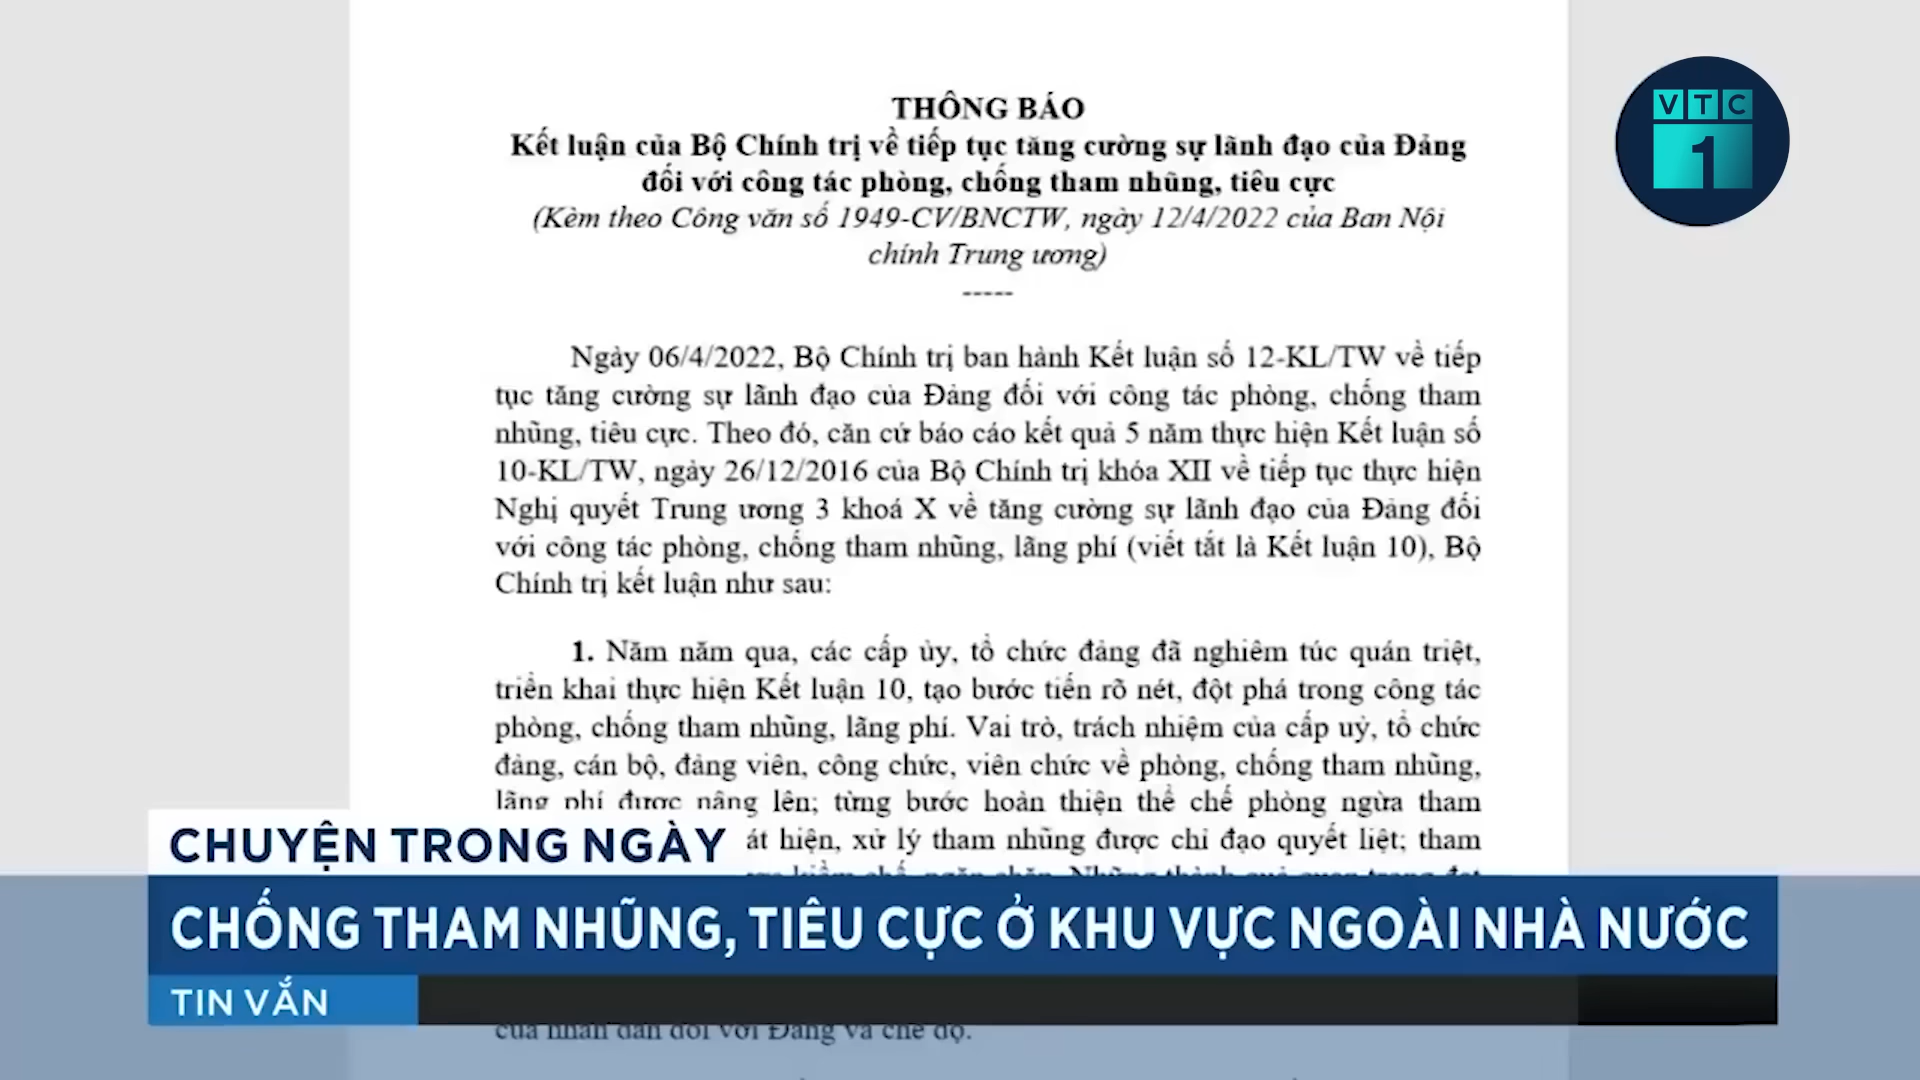 THÔNG BÁO
Kết luận của Bộ Chính trị về tiếp tục tăng cường sự lãnh đạo của Đảng
đối với công tác phòng, chống tham nhũng, tiêu cực
(Kèm theo Công văn số 1949-CV/BNCTW, ngày 12/4/2022 của Ban Nội
chính Trung ương)
-----
VTC
1
Ngày 06/4/2022, Bộ Chính trị ban hành Kết luận số 12-KL/TW về tiếp
tục tăng cường sự lãnh đạo của Đảng đối với công tác phòng, chống tham
nhũng, tiêu cực. Theo đó, căn cứ báo cáo kết quả 5 năm thực hiện Kết luận số
10-KL/TW, ngày 26/12/2016 của Bộ Chính trị khóa XII về tiếp tục thực hiện
Nghị quyết Trung ương 3 khoá X về tăng cường sự lãnh đạo của Đảng đối
với công tác phòng, chống tham nhũng, lãng phí (viết tắt là Kết luận 10), Bộ
Chính trị kết luận như sau:
1. Năm năm qua, các cấp ủy, tổ chức đảng đã nghiêm túc quán triệt,
triển khai thực hiện Kết luận 10, tạo bước tiến rõ nét, đột phá trong công tác
phòng, chống tham nhũng, lãng phí. Vai trò, trách nhiệm của cấp uỷ, tổ chức
đảng, cán bộ, đảng viên, công chức, viên chức về phòng, chống tham nhũng,
lãng phí được nâng lên; từng bước hoàn thiện thể chế phòng ngừa tham
át hiện, xử lý tham nhũng được chỉ đạo quyết liệt; tham
CHUYỆN TRONG NGÀY
CHỐNG THAM NHŨNG, TIÊU CỰC Ở KHU VỰC NGOÀI NHÀ NƯỚC
TIN VẮN
của nhân dân đối với Đảng và chế độ.